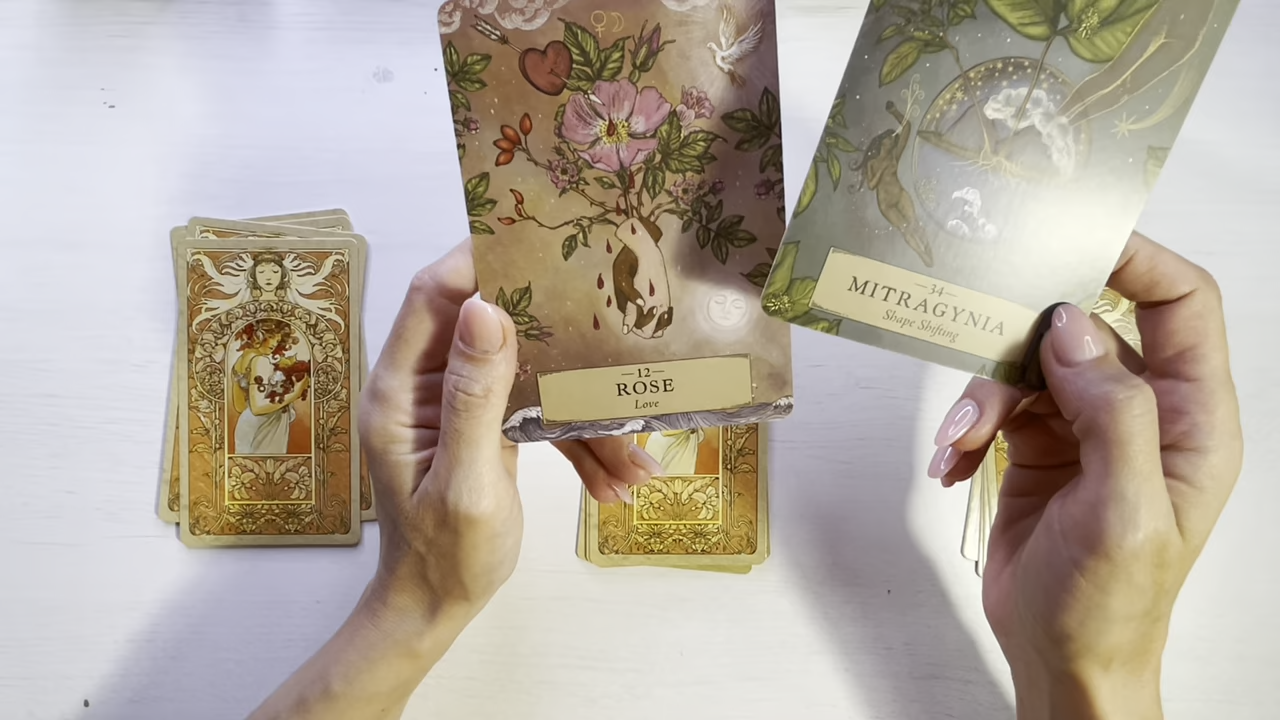 —12—
ROSE
Love
—34—
MITRAGYNIA
Shape Shifting